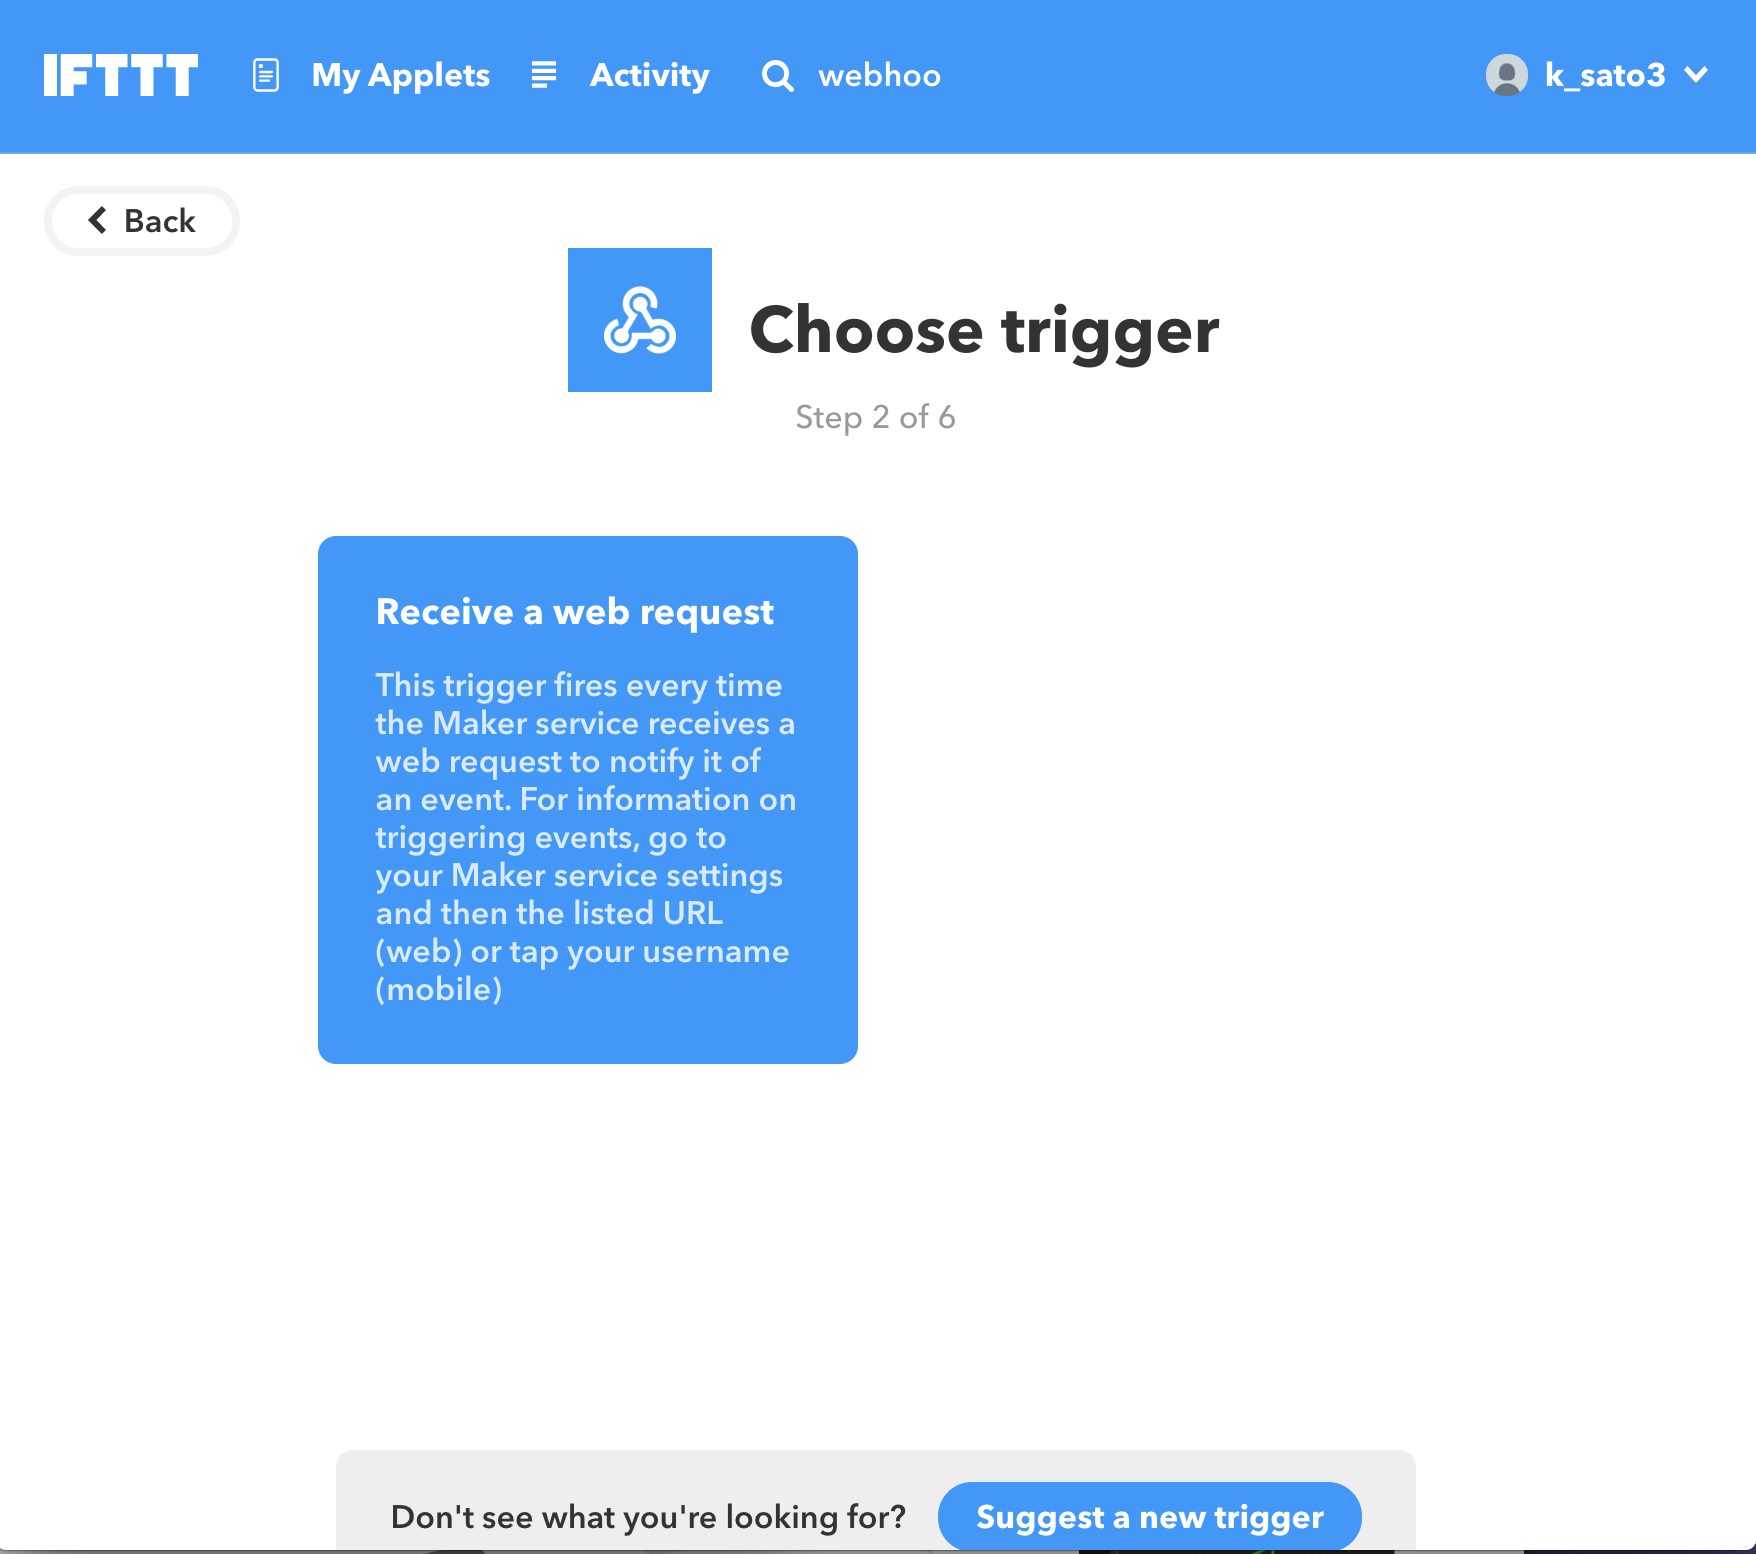 IFTTT My Applets Activity webhoo k_sato3
Back
Choose trigger
Step 2 of 6
Receive a web request
This trigger fires every time
the Maker service receives a
web request to notify it of
an event. For information on
triggering events, go to
your Maker service settings
and then the listed URL
(web) or tap your username
(mobile)
Don't see what you're looking for? Suggest a new trigger